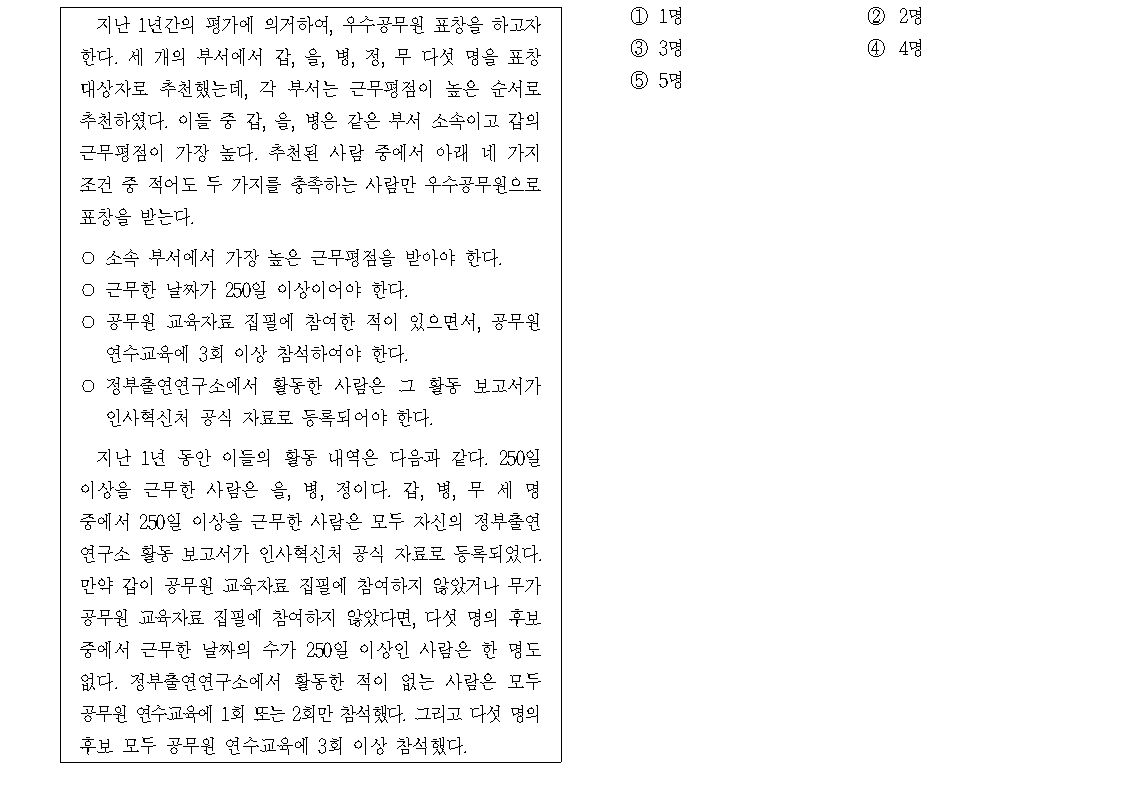 지난 1년간의 평가에 의거하여, 우수공무원 표창을 하고자
한다. 세 개의 부서에서 갑, 을, 병, 정, 무 다섯 명을 표창
대상자로 추천했는데, 각 부서는 근무평점이 높은 순서로
추천하였다. 이들 중 갑, 을, 병은 같은 부서 소속이고 갑의
근무평점이 가장 높다. 추천된 사람 중에서 아래 네 가지
조건 중 적어도 두 가지를 충족하는 사람만 우수공무원으로
표창을 받는다.
○ 소속 부서에서 가장 높은 근무평점을 받아야 한다.
○ 근무한 날짜가 250일 이상이어야 한다.
○ 공무원 교육자료 집필에 참여한 적이 있으면서, 공무원
연수교육에 3회 이상 참석하여야 한다.
○ 정부출연연구소에서 활동한 사람은 그 활동 보고서가
인사혁신처 공식 자료로 등록되어야 한다.
지난 1년 동안 이들의 활동 내역은 다음과 같다. 250일
이상을 근무한 사람은 을, 병, 정이다. 갑, 병, 무 세 명
중에서 250일 이상을 근무한 사람은 모두 자신의 정부출연
연구소 활동 보고서가 인사혁신처 공식 자료로 등록되었다.
만약 갑이 공무원 교육자료 집필에 참여하지 않았거나 무가
공무원 교육자료 집필에 참여하지 않았다면, 다섯 명의 후보
중에서 근무한 날짜의 수가 250일 이상인 사람은 한 명도
없다. 정부출연연구소에서 활동한 적이 없는 사람은 모두
공무원 연수교육에 1회 또는 2회만 참석했다. 그리고 다섯 명의
후보 모두 공무원 연수교육에 3회 이상 참석했다.
① 1명 ② 2명
③ 3명 ④ 4명
⑤ 5명